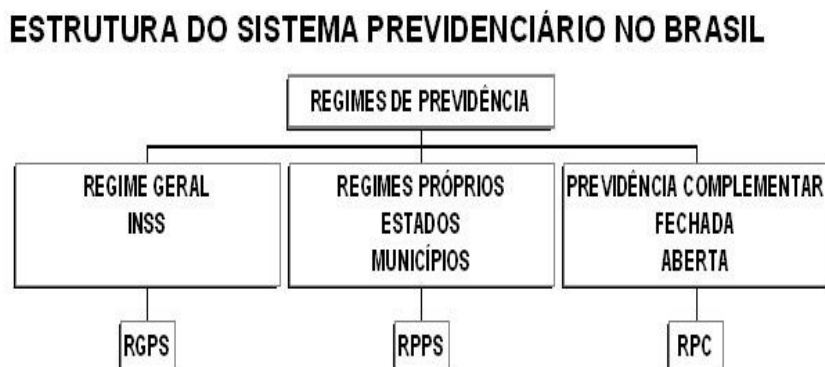 ESTRUTURA DO SISTEMA PREVIDENCIÁRIO NO BRASIL
REGIMES DE PREVIDÊNCIA
REGIME GERAL
INSS
REGIMES PRÓPRIOS
ESTADOS
MUNICÍPIOS
PREVIDÊNCIA COMPLEMENTAR
FECHADA
ABERTA
RGPS
RPPS
RPC